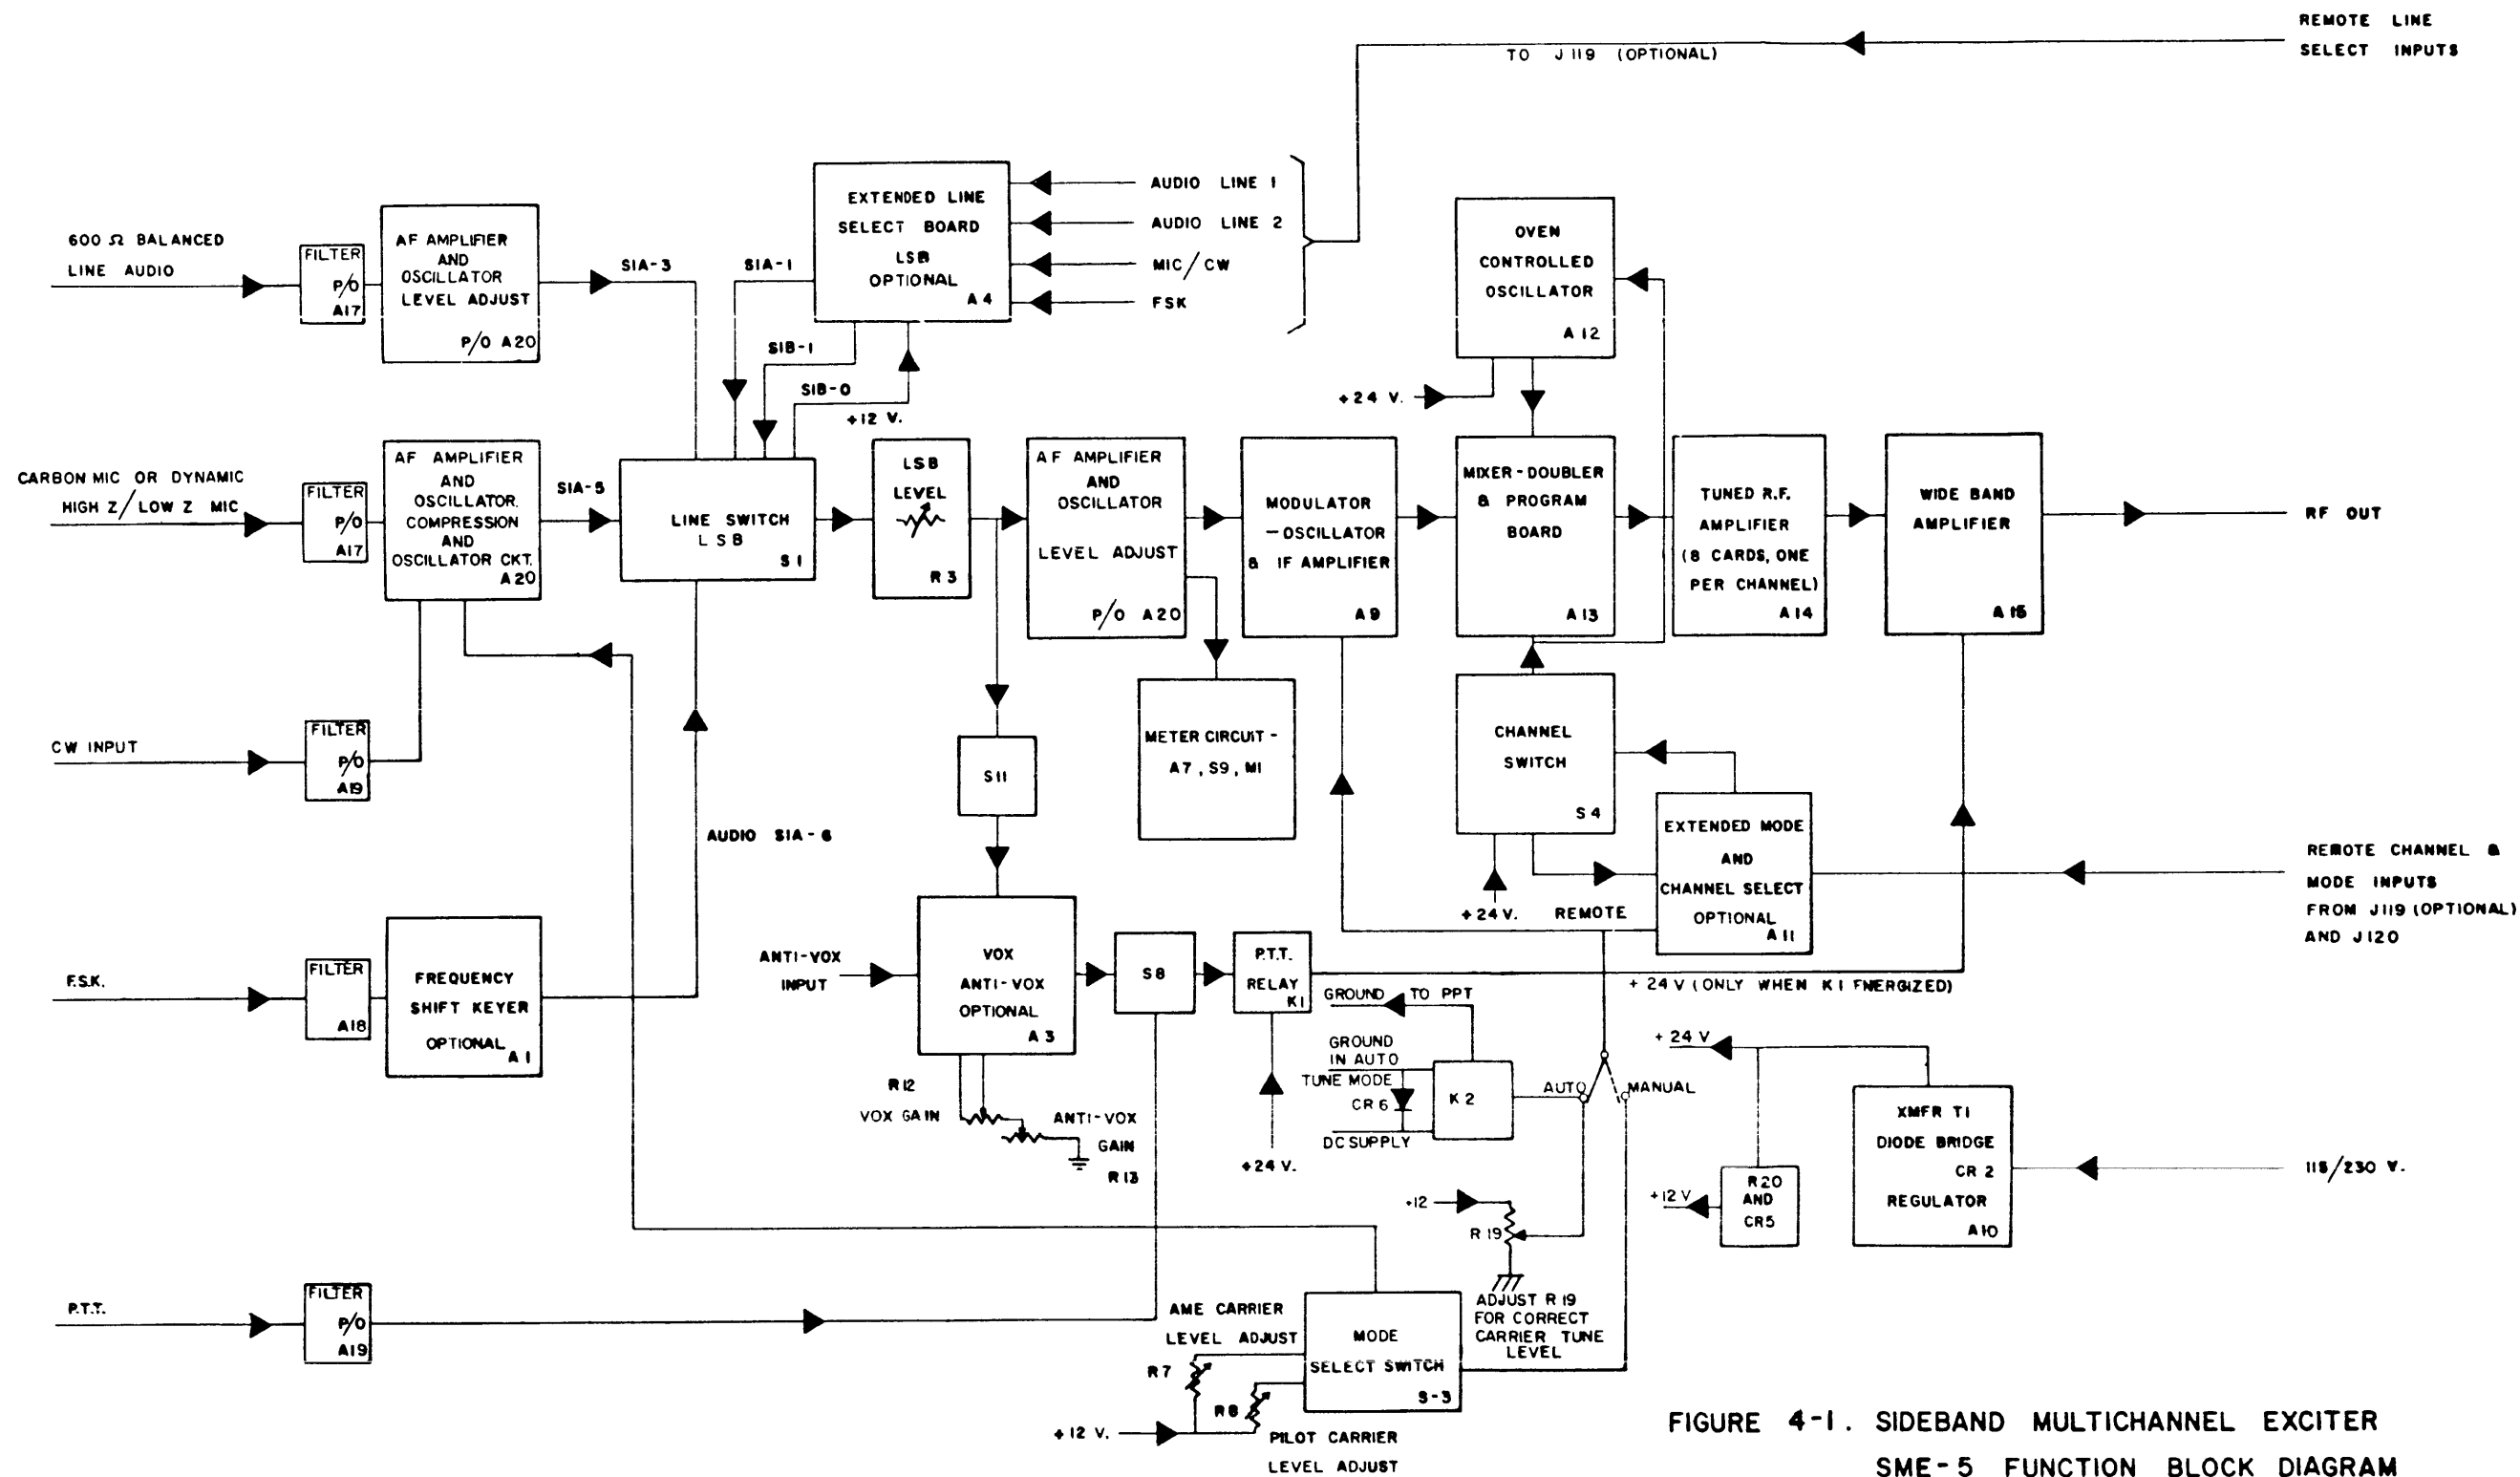 REMOTE LINE
SELECT INPUTS
TO J119 (OPTIONAL)
600 Ω BALANCED
LINE AUDIO
FILTER
P/O
A17
AF AMPLIFIER
AND
OSCILLATOR
LEVEL ADJUST
P/O A20
SIA-3
SIA-1
EXTENDED LINE
SELECT BOARD
LSB
OPTIONAL
A4
AUDIO LINE 1
AUDIO LINE 2
MIC/CW
FSK
SIB-1
SIB-0
+12 V.
OVEN
CONTROLLED
OSCILLATOR
A12
+24 V.
CARBON MIC OR DYNAMIC
HIGH Z/LOW Z MIC
FILTER
P/O
A17
AF AMPLIFIER
AND
OSCILLATOR.
COMPRESSION
AND
OSCILLATOR CKT.
A20
SIA-5
LINE SWITCH
LSB
S1
LSB
LEVEL
R3
AF AMPLIFIER
AND
OSCILLATOR
LEVEL ADJUST
P/O A20
MODULATOR
-OSCILLATOR
& IF AMPLIFIER
A9
MIXER-DOUBLER
& PROGRAM
BOARD
A13
TUNED R.F.
AMPLIFIER
(8 CARDS, ONE
PER CHANNEL)
A14
WIDE BAND
AMPLIFIER
A15
RF OUT
CW INPUT
FILTER
P/O
A19
S11
METER CIRCUIT-
A7, S9, M1
CHANNEL
SWITCH
S4
+24V.
REMOTE
EXTENDED MODE
AND
CHANNEL SELECT
OPTIONAL
A11
REMOTE CHANNEL &
MODE INPUTS
FROM J119 (OPTIONAL)
AND J120
AUDIO SIA-6
F.S.K.
FILTER
A18
FREQUENCY
SHIFT KEYER
OPTIONAL
A1
ANTI-VOX
INPUT
VOX
ANTI-VOX
OPTIONAL
A3
S8
P.T.T.
RELAY
K1
+24V (ONLY WHEN K1 ENERGIZED)
GROUND TO PPT
GROUND
IN AUTO
TUNE MODE
CR6
DC SUPPLY
K2
AUTO
MANUAL
R12
VOX GAIN
ANTI-VOX
GAIN
R13
+24 V.
+ 24 V
XMFR T1
DIODE BRIDGE
CR2
REGULATOR
A10
115/230 V.
+12 V
R20
AND
CR5
+12
R19
ADJUST R19
FOR CORRECT
CARRIER TUNE
LEVEL
P.T.T.
FILTER
P/O
A19
AME CARRIER
LEVEL ADJUST
R7
R8
+12 V.
PILOT CARRIER
LEVEL ADJUST
MODE
SELECT SWITCH
S-3
FIGURE 4-1. SIDEBAND MULTICHANNEL EXCITER
SME-5 FUNCTION BLOCK DIAGRAM